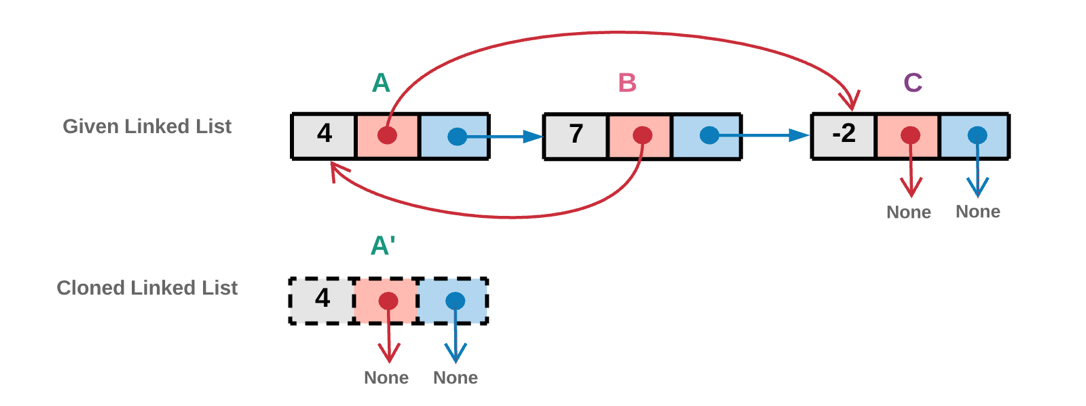 A
B
C
Given Linked List
4
7
-2
None
None
A'
Cloned Linked List
4
None
None